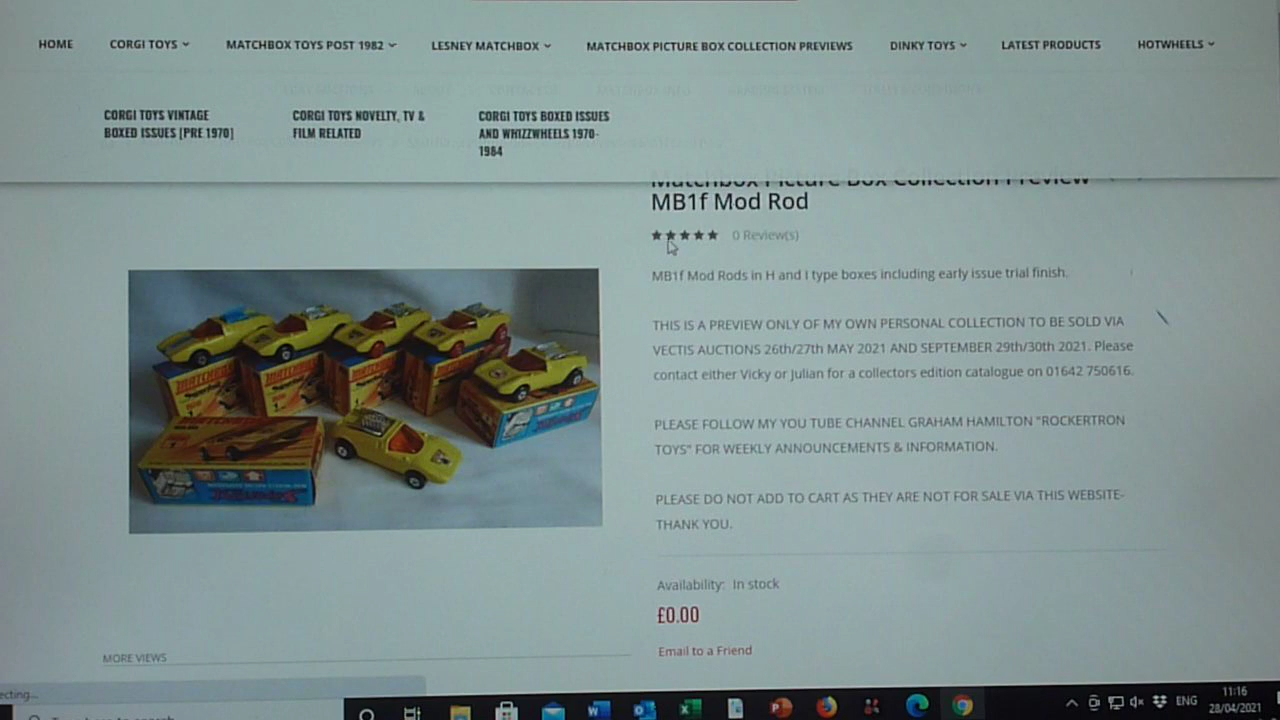 HOME CORGI TOYS MATCHBOX TOYS POST 1982 LESNEY MATCHBOX MATCHBOX PICTURE BOX COLLECTION PREVIEWS DINKY TOYS LATEST PRODUCTS HOTWHEELS
CORGI TOYS VINTAGE
BOXED ISSUES [PRE 1970]
CORGI TOYS NOVELTY, TV &
FILM RELATED
CORGI TOYS BOXED ISSUES
AND WHIZZWHEELS 1970-
1984
Matchbox Picture Box Collection Preview
MB1f Mod Rod
0 Review(s)
MB1f Mod Rods in H and I type boxes including early issue trial finish.
THIS IS A PREVIEW ONLY OF MY OWN PERSONAL COLLECTION TO BE SOLD VIA
VECTIS AUCTIONS 26th/27th MAY 2021 AND SEPTEMBER 29th/30th 2021. Please
contact either Vicky or Julian for a collectors edition catalogue on 01642 750616.
PLEASE FOLLOW MY YOU TUBE CHANNEL GRAHAM HAMILTON "ROCKERTRON
TOYS" FOR WEEKLY ANNOUNCEMENTS & INFORMATION.
PLEASE DO NOT ADD TO CART AS THEY ARE NOT FOR SALE VIA THIS WEBSITE-
THANK YOU.
Availability: In stock
£0.00
Email to a Friend
MORE VIEWS
ecting...
ENG
11:16
28/04/2021